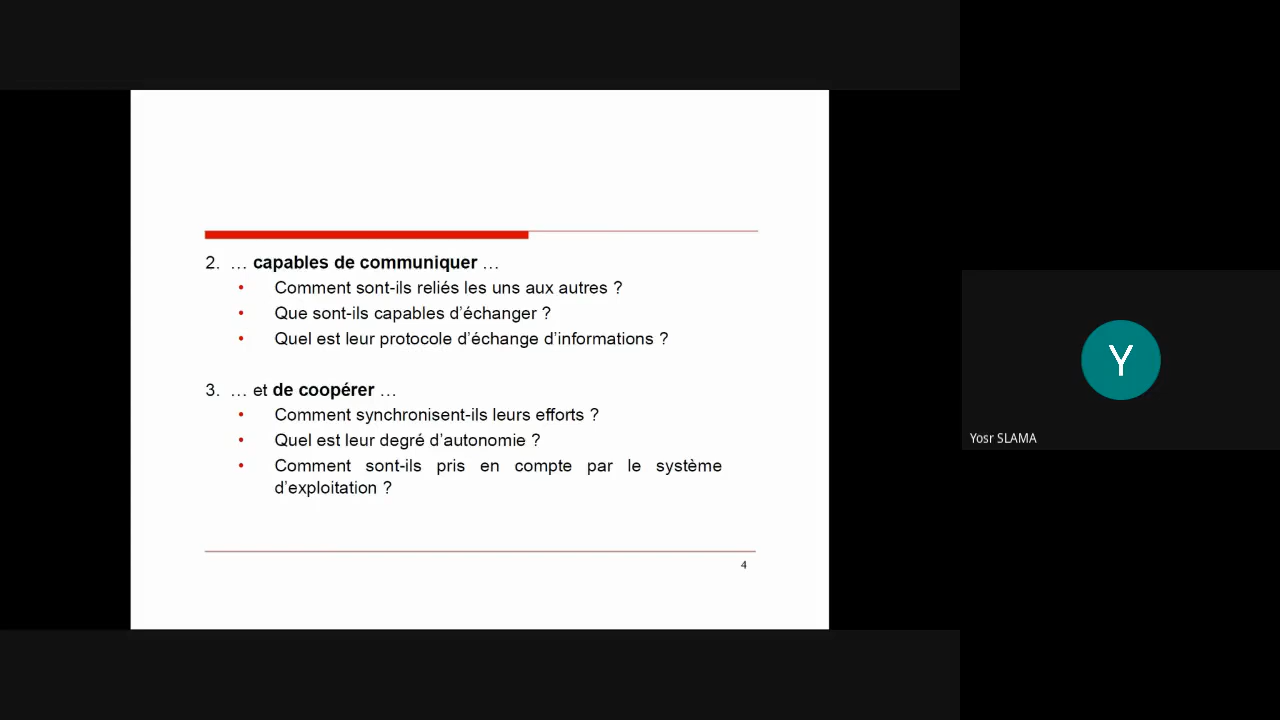 2. … capables de communiquer …
• Comment sont-ils reliés les uns aux autres ?
• Que sont-ils capables d’échanger ?
• Quel est leur protocole d’échange d’informations ?
3. … et de coopérer …
• Comment synchronisent-ils leurs efforts ?
• Quel est leur degré d’autonomie ?
• Comment sont-ils pris en compte par le système
d’exploitation ?
4
Y
Yosr SLAMA